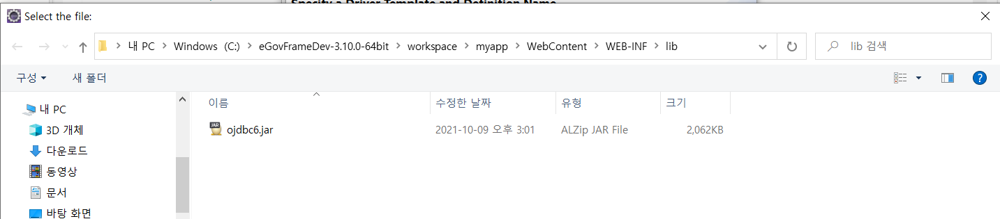 Specify a Driver Template and Definition Name
Select the file:
내 PC > Windows (C:) > eGovFrameDev-3.10.0-64bit > workspace > myapp > WebContent > WEB-INF > lib
lib 검색
구성 새 폴더
이름 수정한 날짜 유형 크기
ojdbc6.jar 2021-10-09 오후 3:01 ALZip JAR File 2,062KB
내 PC
3D 개체
다운로드
동영상
문서
바탕 화면